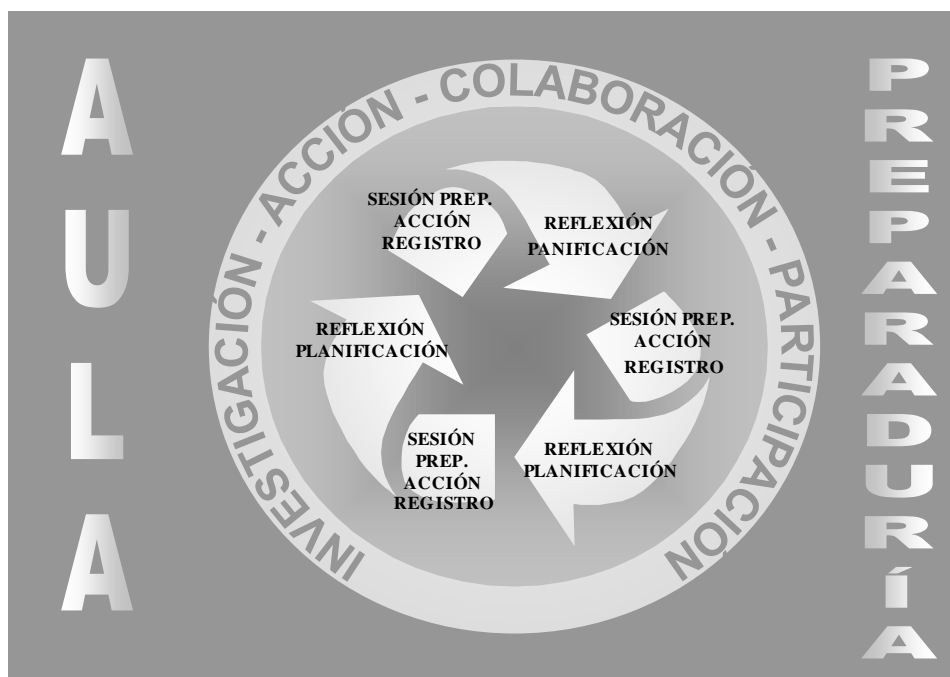 AULA
INVESTIGACIÓN - ACCIÓN - COLABORACIÓN - PARTICIPACIÓN
SESIÓN PREP.
ACCIÓN
REGISTRO
REFLEXIÓN
PANIFICACIÓN
SESIÓN PREP.
ACCIÓN
REGISTRO
REFLEXIÓN
PLANIFICACIÓN
SESIÓN
PREP.
ACCIÓN
REGISTRO
REFLEXIÓN
PLANIFICACIÓN
PREPARADURÍA